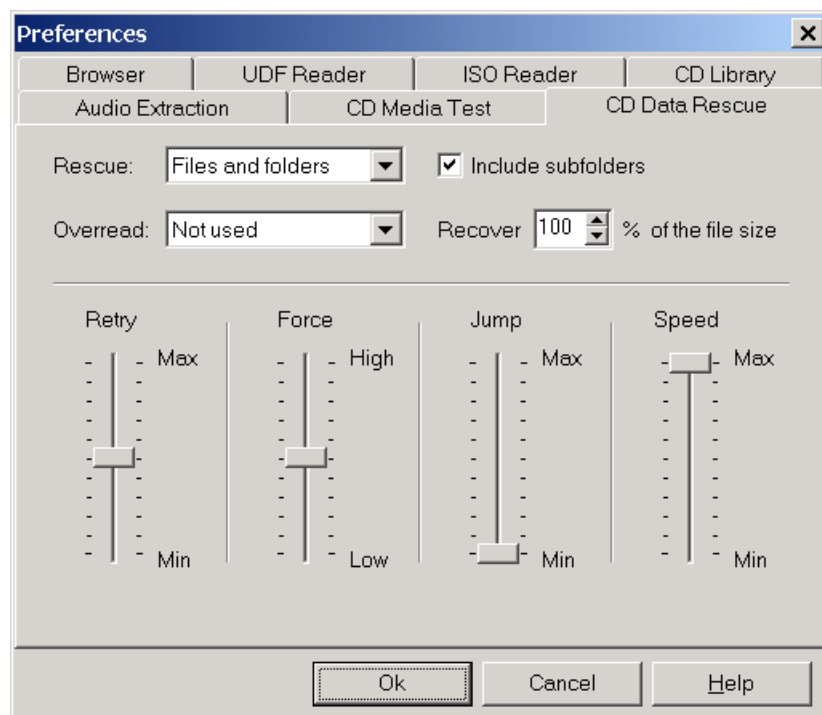 Preferences
Browser UDF Reader ISO Reader CD Library
Audio Extraction CD Media Test CD Data Rescue
Rescue: Files and folders Include subfolders
Overread: Not used Recover 100 % of the file size
Retry Force Jump Speed
Max High Max Max
Min Low Min Min
Ok Cancel Help